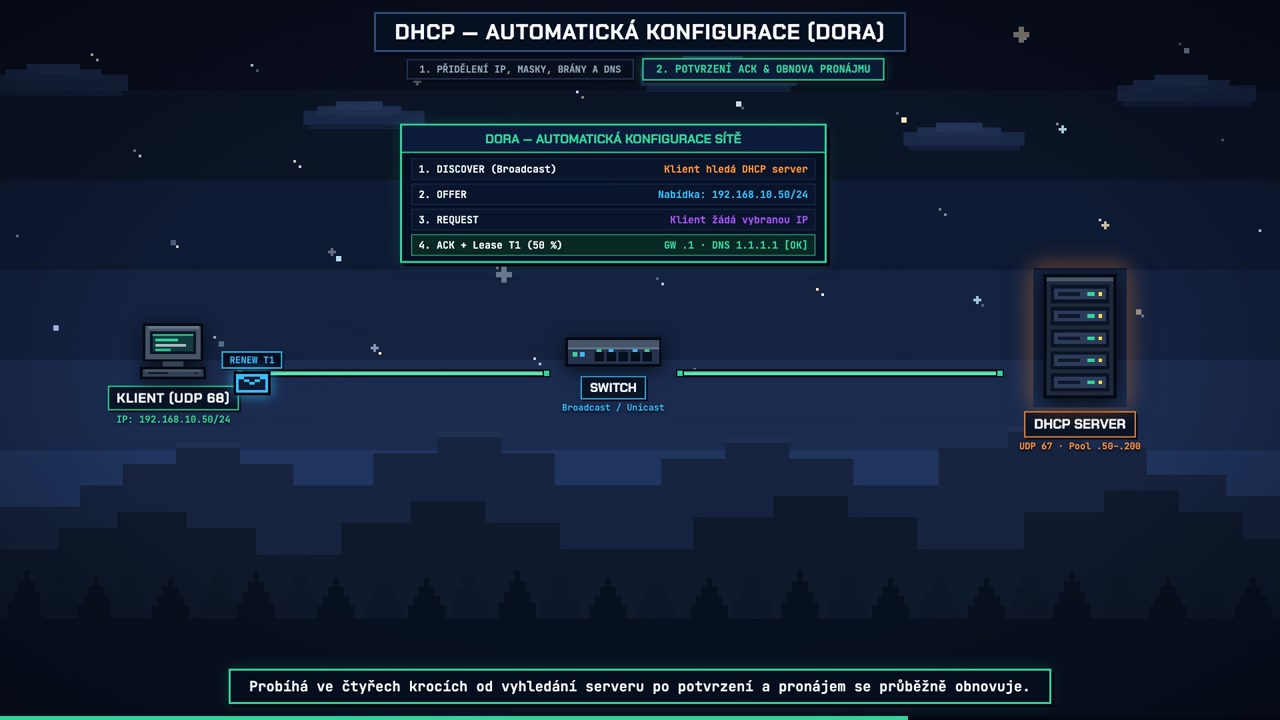 DHCP — AUTOMATICKÁ KONFIGURACE (DORA)
1. PŘIDĚLENÍ IP, MASKY, BRÁNY A DNS
2. POTVRZENÍ ACK & OBNOVA PRONÁJMU
DORA — AUTOMATICKÁ KONFIGURACE SÍTĚ
1. DISCOVER (Broadcast) Klient hledá DHCP server
2. OFFER Nabídka: 192.168.10.50/24
3. REQUEST Klient žádá vybranou IP
4. ACK + Lease T1 (50 %) GW .1 · DNS 1.1.1.1 [OK]
RENEW T1
KLIENT (UDP 68)
IP: 192.168.10.50/24
SWITCH
Broadcast / Unicast
DHCP SERVER
UDP 67 · Pool .50–.200
Probíhá ve čtyřech krocích od vyhledání serveru po potvrzení a pronájem se průběžně obnovuje.